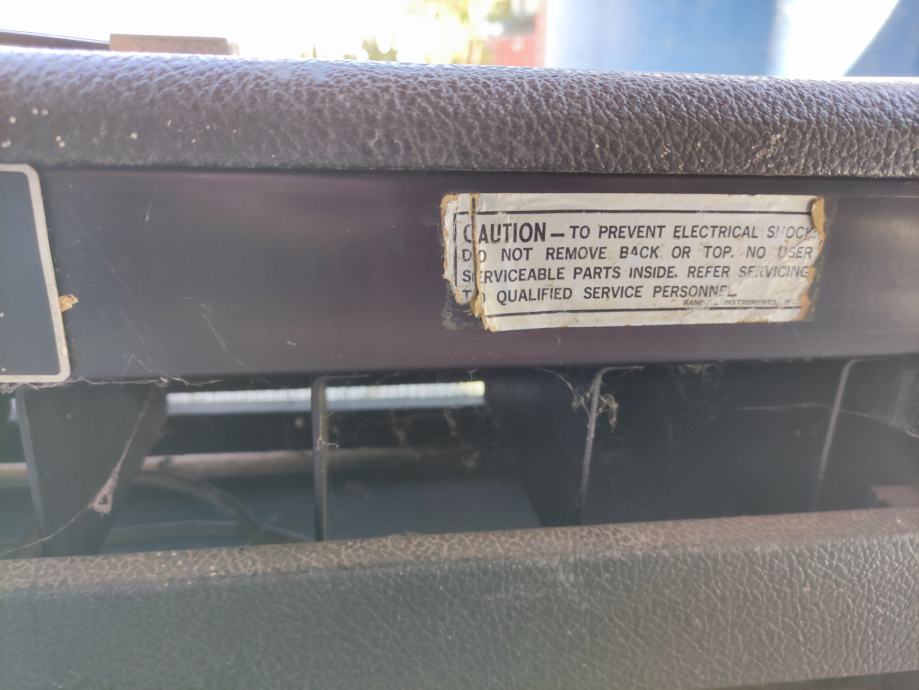 CAUTION — TO PREVENT ELECTRICAL SHOCK
DO NOT REMOVE BACK OR TOP. NO USER
SERVICEABLE PARTS INSIDE. REFER SERVICING
TO QUALIFIED SERVICE PERSONNEL
INSTRUMENTS, INC.